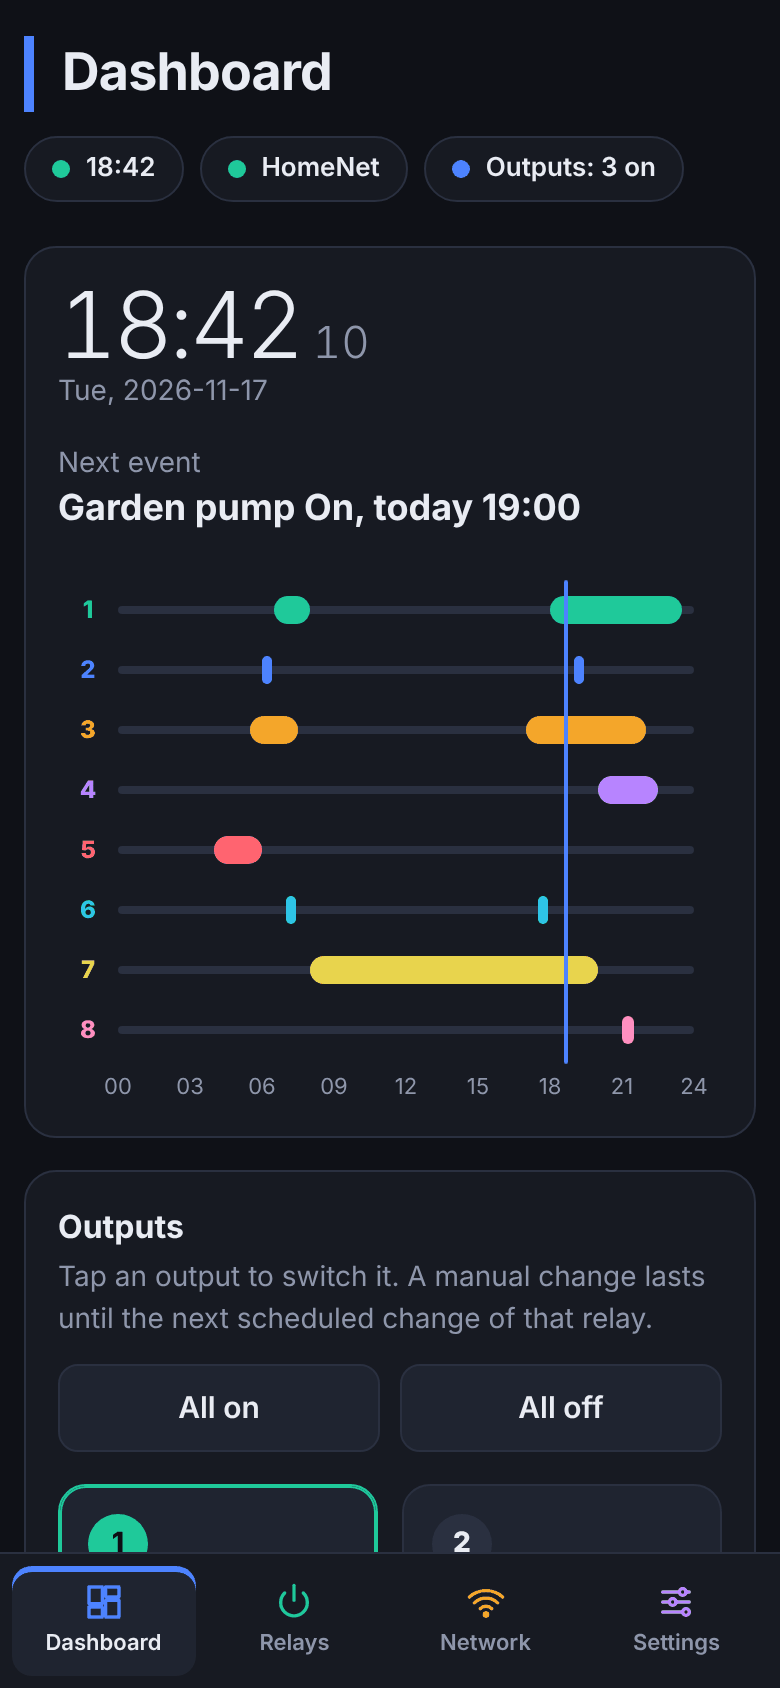 Dashboard
18:42 HomeNet Outputs: 3 on
18:42 10
Tue, 2026-11-17
Next event
Garden pump On, today 19:00
1
2
3
4
5
6
7
8
00 03 06 09 12 15 18 21 24
Outputs
Tap an output to switch it. A manual change lasts
until the next scheduled change of that relay.
All on All off
1 2
Dashboard Relays Network Settings